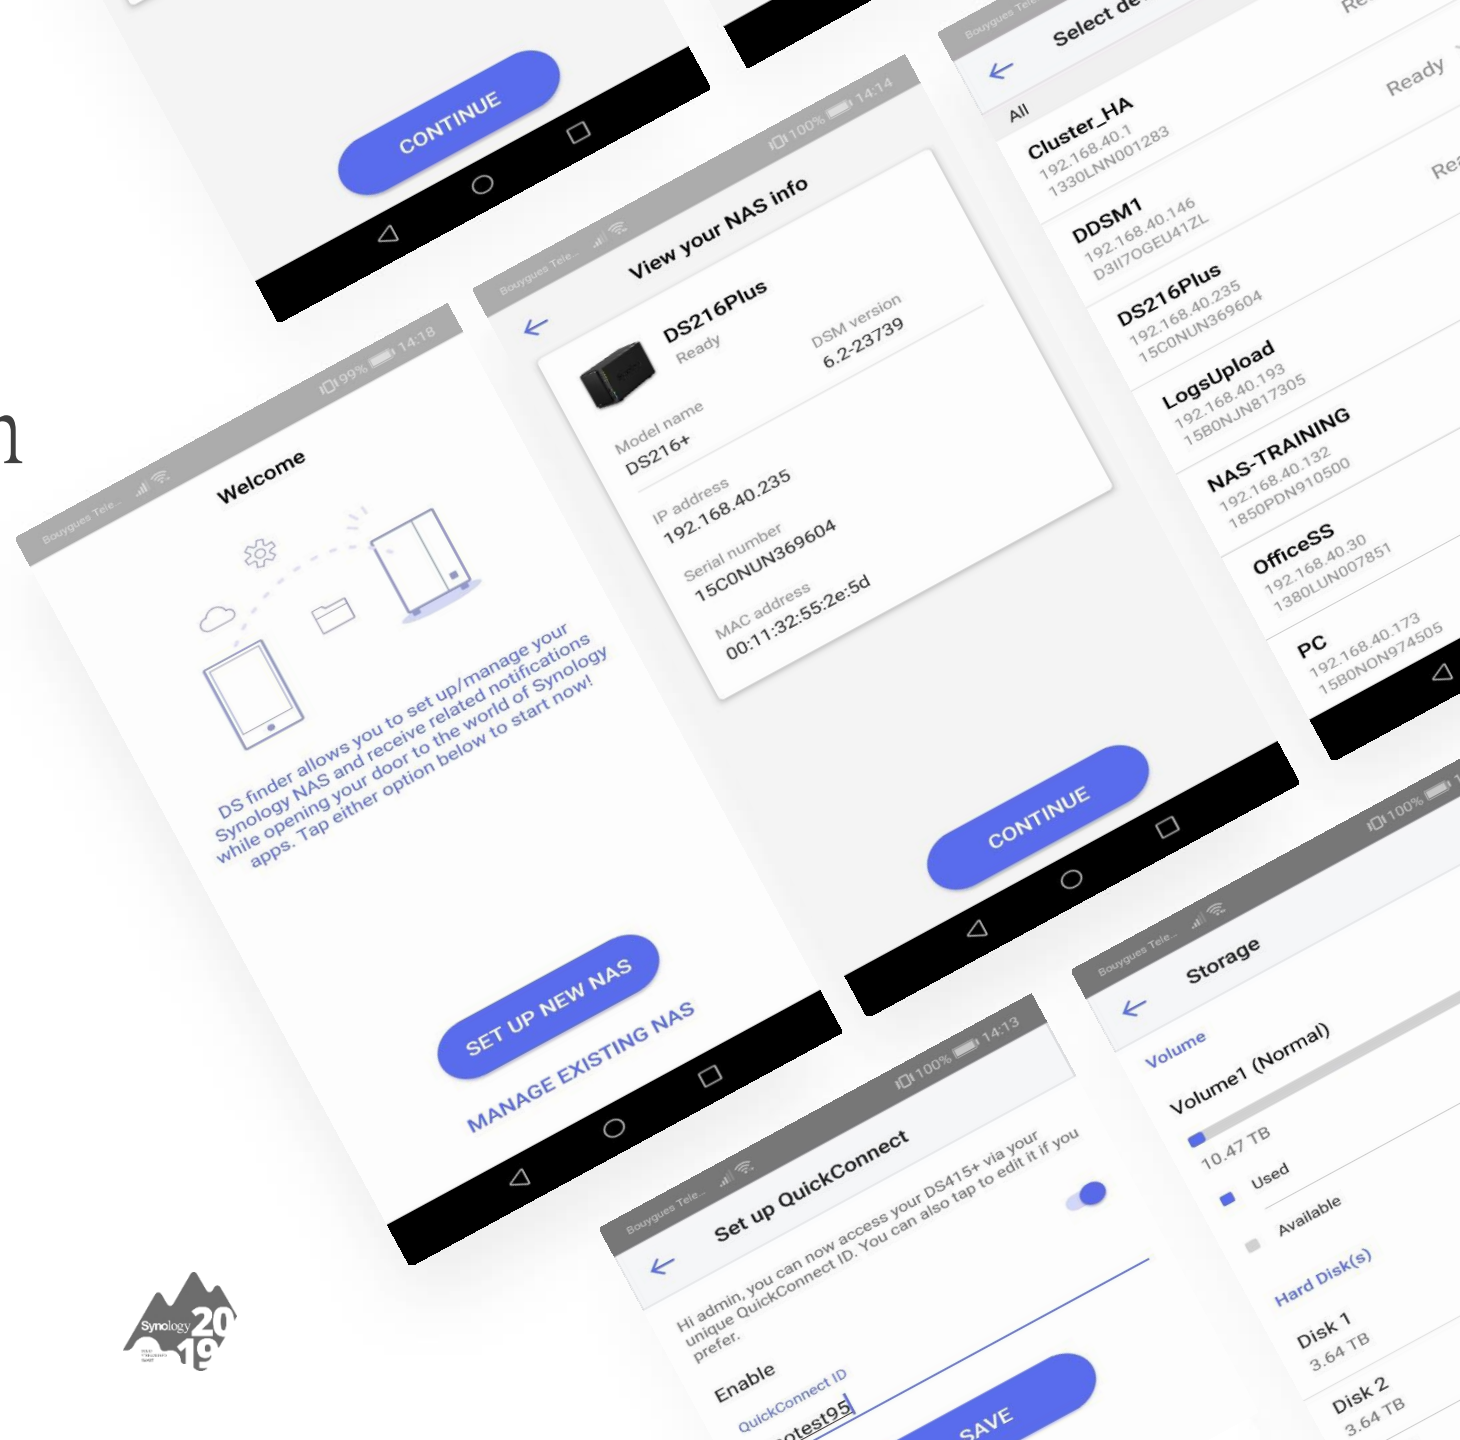 CONTINUE
Bouygues Tele...
99%
14:18
Welcome
DS finder allows you to set up/manage your
Synology NAS and receive related notifications
while opening your door to the world of Synology
apps. Tap either option below to start now!
SET UP NEW NAS
MANAGE EXISTING NAS
Bouygues Tele...
100%
14:14
View your NAS info
DS216Plus
Ready
Model name
DS216+
DSM version
6.2-23739
IP address
192.168.40.235
Serial number
15C0NUN369604
MAC address
00:11:32:55:2e:5d
CONTINUE
Bouygues Tele
Select de
All
Cluster_HA
192.168.40.1
1330LNN001283
DDSM1
192.168.40.146
D3II7OGEU41ZL
Ready
DS216Plus
192.168.40.235
15C0NUN369604
LogsUpload
192.168.40.193
15B0NJN817305
NAS-TRAINING
192.168.40.132
1850PDN910500
OfficeSS
192.168.40.30
1380LUN007851
PC
192.168.40.173
15B0NON974505
Bouygues Tele...
100%
14:13
Set up QuickConnect
Hi admin, you can now access your DS415+ via your
unique QuickConnect ID. You can also tap to edit it if you
prefer.
Enable
QuickConnect ID
otest95
SAVE
Bouygues Tele...
100%
Storage
Volume
Volume1 (Normal)
10.47 TB
Used
Available
Hard Disk(s)
Disk 1
3.64 TB
Disk 2
3.64 TB
Synology 20
19